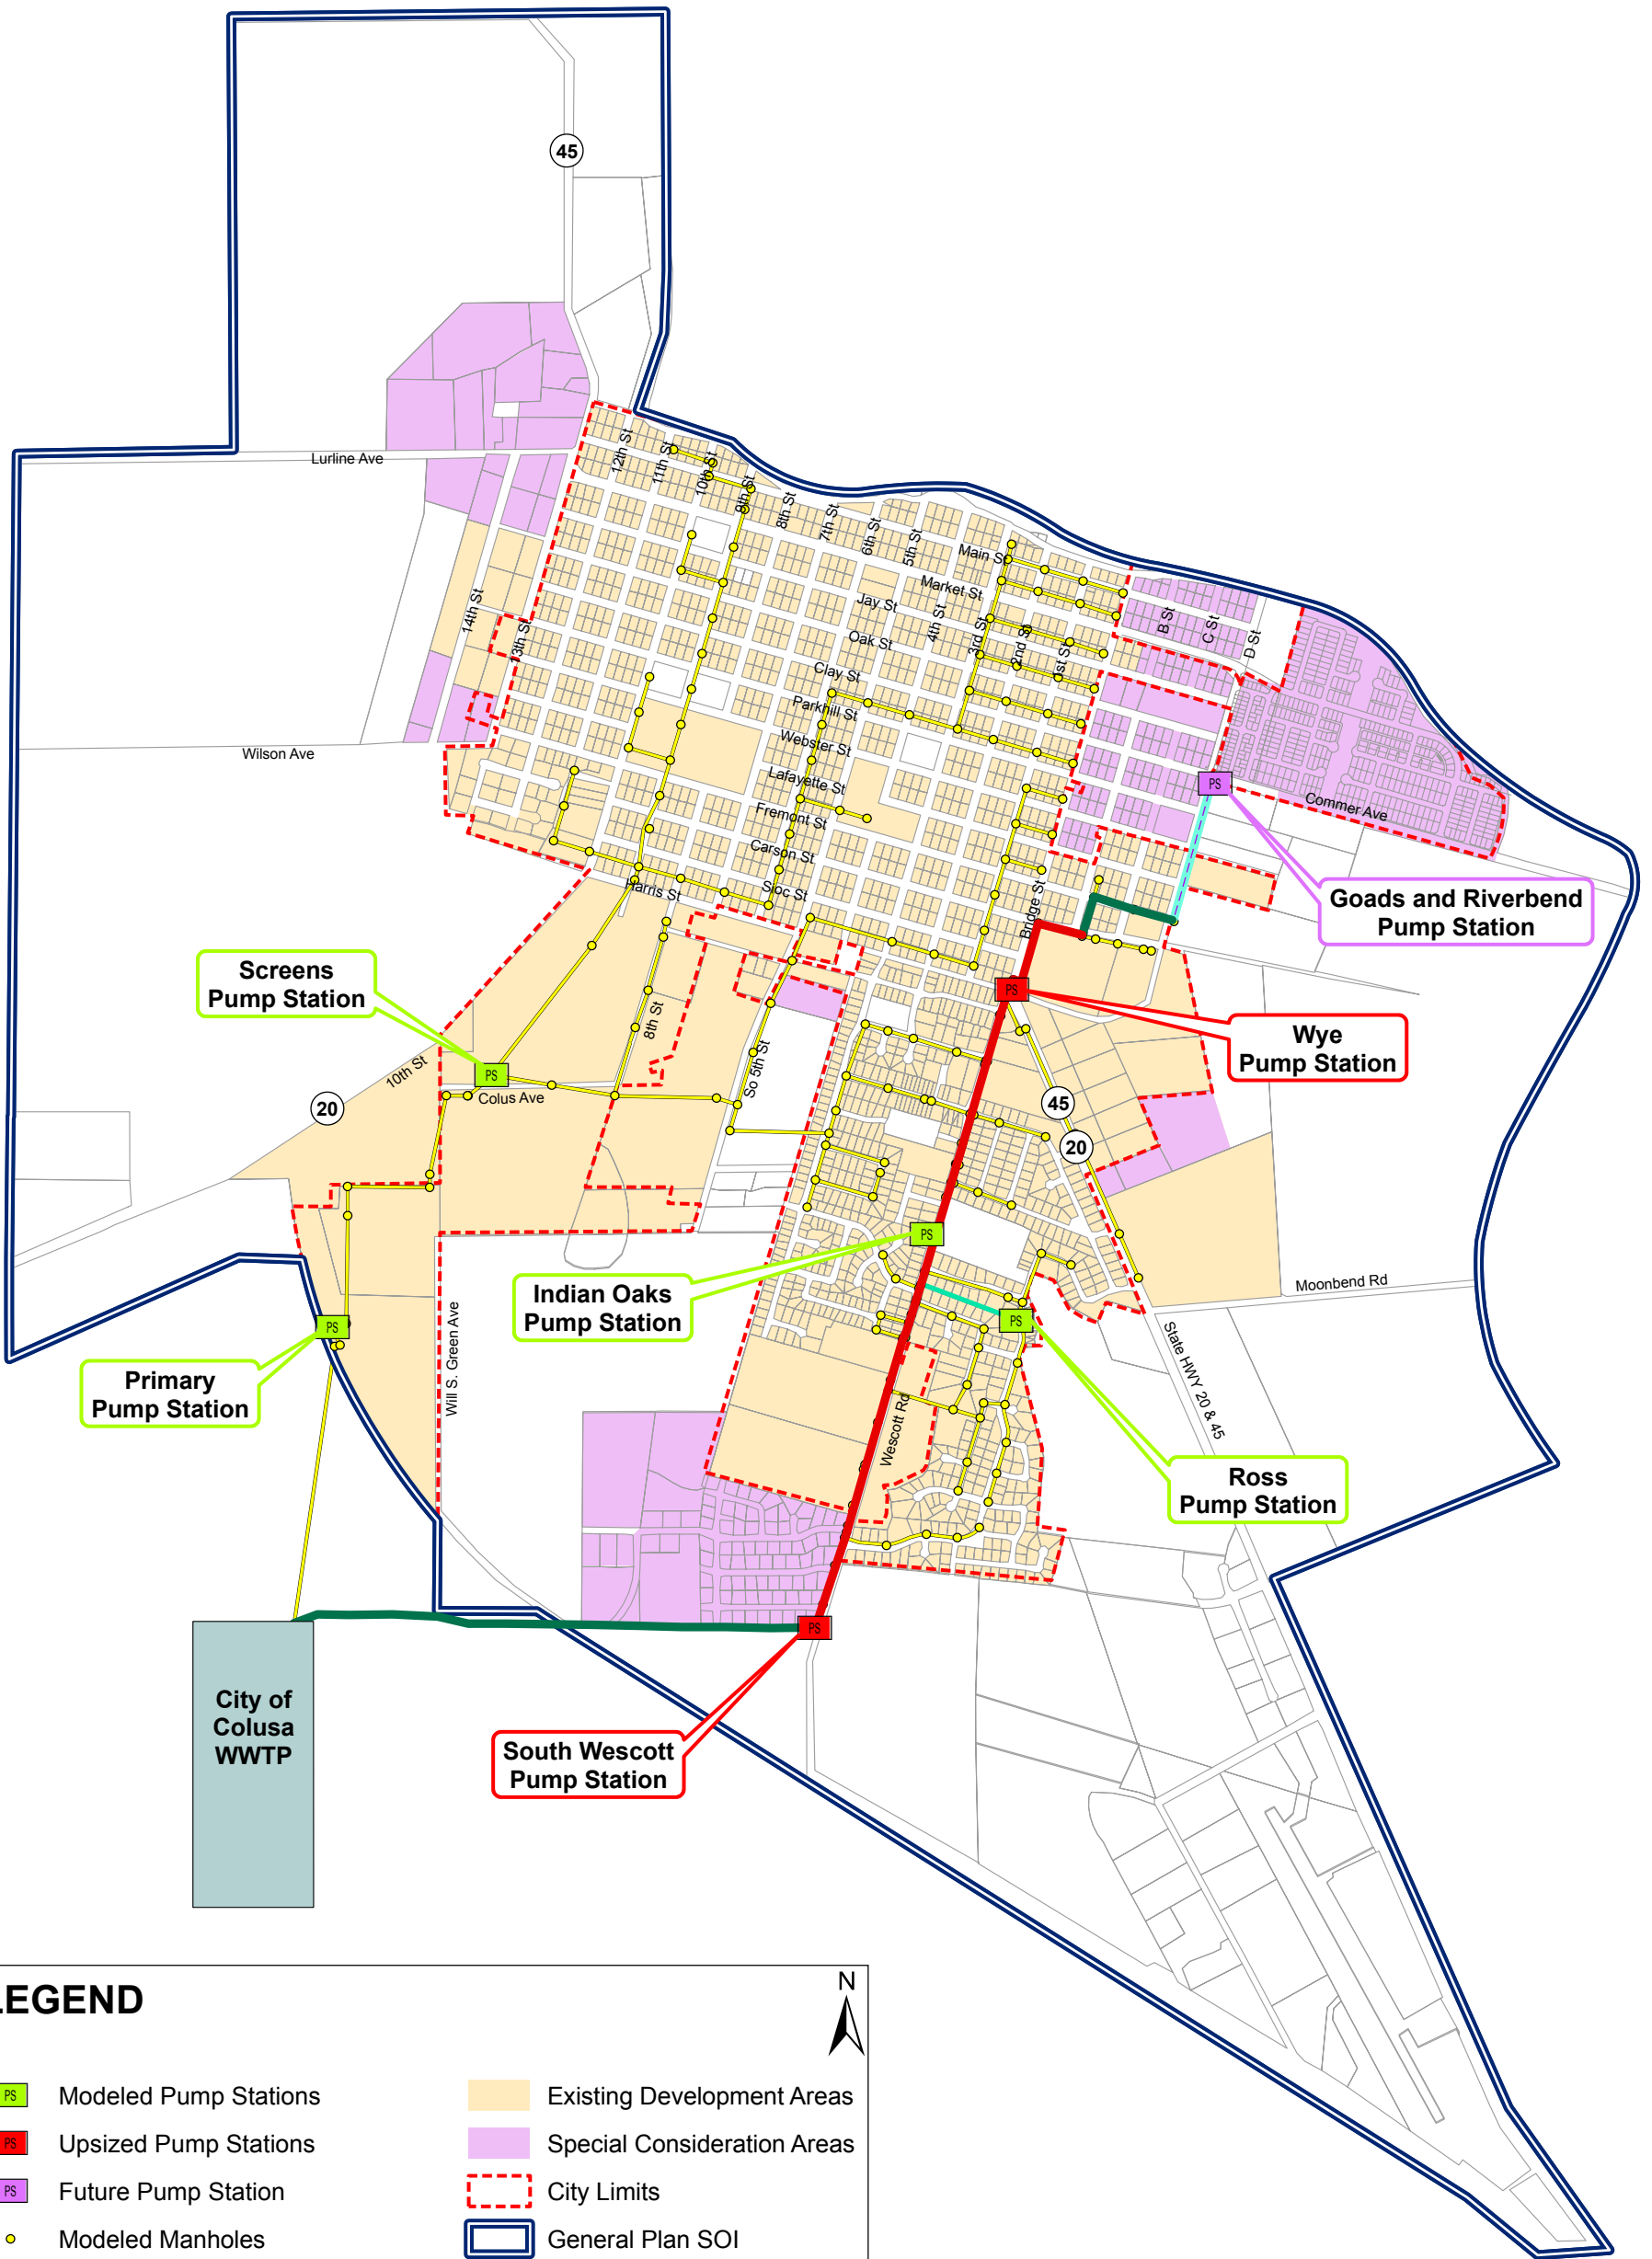 45
Lurline Ave
12th St
11th St
10th St
9th St
8th St
7th St
6th St
5th St
Main St
Market St
Jay St
Oak St
4th St
3rd St
2nd St
1st St
B St
C St
D St
14th St
13th St
Clay St
Parkhill St
Webster St
Wilson Ave
Lafayette St
Fremont St
Carson St
Sioc St
Harris St
Bridge St
PS
Commer Ave
Goads and Riverbend
Pump Station
Screens
Pump Station
PS
Wye
Pump Station
8th St
So 5th St
10th St
20
PS
Colus Ave
45
20
PS
Indian Oaks
Pump Station
Moonbend Rd
PS
PS
Primary
Pump Station
Will S. Green Ave
State HWY 20 & 45
Wescott Rd
Ross
Pump Station
PS
City of
Colusa
WWTP
South Wescott
Pump Station
N
LEGEND
PS Modeled Pump Stations
Existing Development Areas
PS Upsized Pump Stations
Special Consideration Areas
PS Future Pump Station
City Limits
Modeled Manholes
General Plan SOI